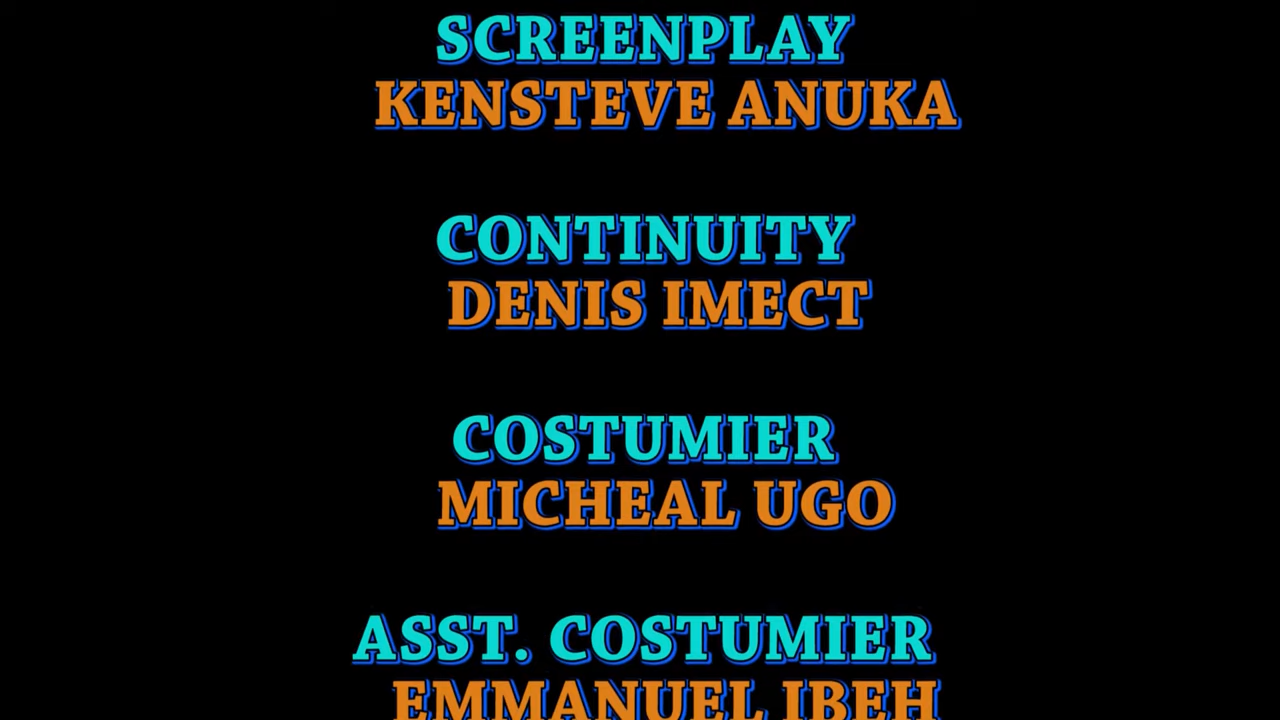 SCREENPLAY
KENSTEVE ANUKA
CONTINUITY
DENIS IMECT
COSTUMIER
MICHEAL UGO
ASST. COSTUMIER
EMMANUEL IBEH